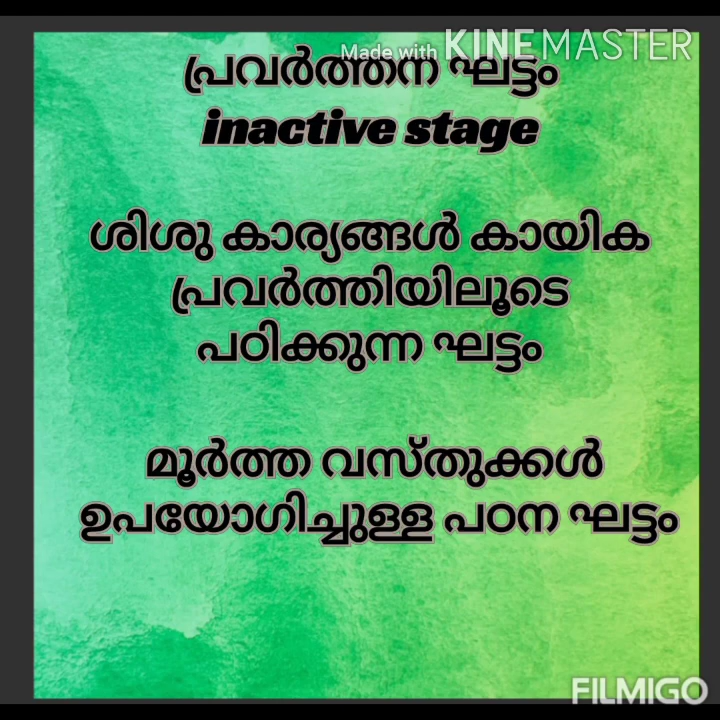 Made with KINEMASTER
പ്രവർത്തന ഘട്ടം
inactive stage
ശിശു കാര്യങ്ങൾ കായിക
പ്രവർത്തിയിലൂടെ
പഠിക്കുന്ന ഘട്ടം
മൂർത്ത വസ്തുക്കൾ
ഉപയോഗിച്ചുള്ള പഠന ഘട്ടം
FILMIGO